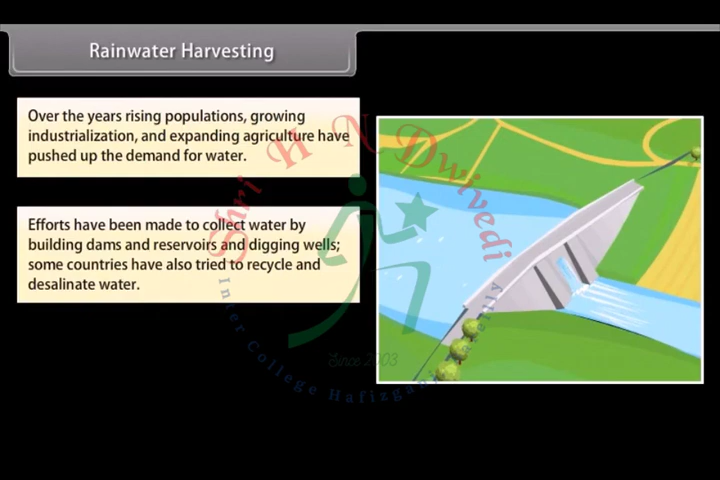 Rainwater Harvesting
Over the years rising populations, growing
industrialization, and expanding agriculture have
pushed up the demand for water.
Efforts have been made to collect water by
building dams and reservoirs and digging wells;
some countries have also tried to recycle and
desalinate water.
Shri H N Dwivedi
Inter College Hafizganj
Since 2003